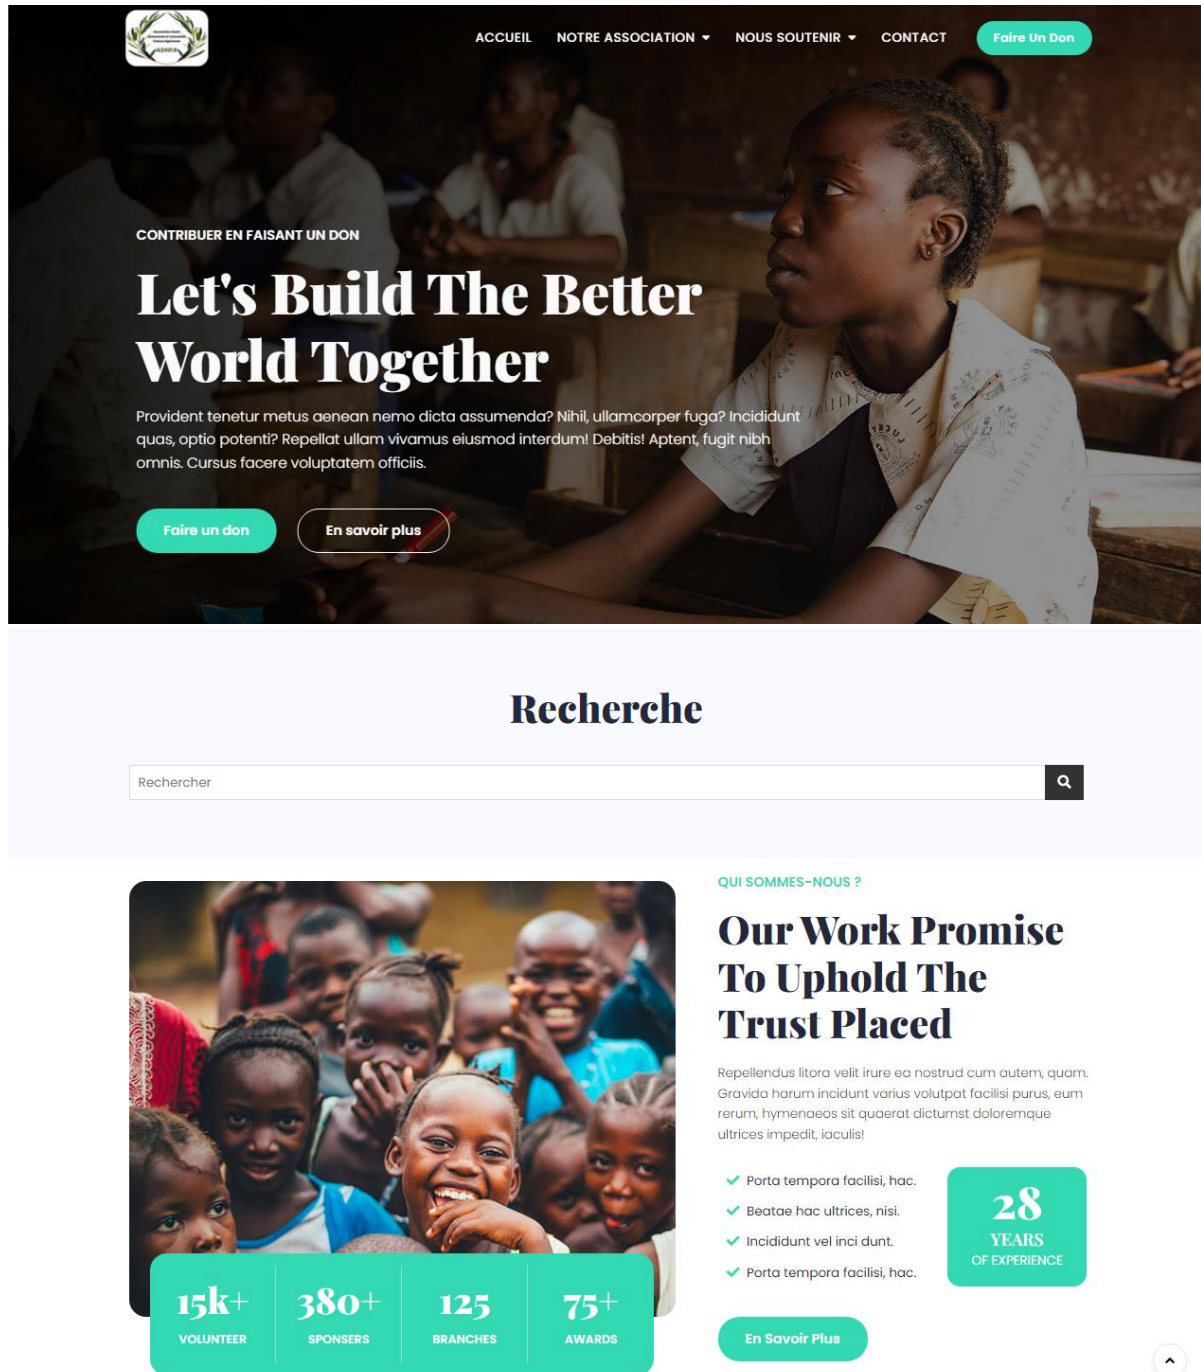 ASHIFA
ACCUEIL NOTRE ASSOCIATION NOUS SOUTENIR CONTACT Faire Un Don
CONTRIBUER EN FAISANT UN DON
Let's Build The Better
World Together
Provident tenetur metus aenean nemo dicta assumenda? Nihil, ullamcorper fuga? Incididunt
quas, optio potenti? Repellat ullam vivamus eiusmod interdum! Debitis! Aptent, fugit nibh
omnis. Cursus facere voluptatem officiis.
Faire un don En savoir plus
LUCKY
Recherche
Rechercher
QUI SOMMES-NOUS ?
Our Work Promise
To Uphold The
Trust Placed
Repellendus litora velit irure ea nostrud cum autem, quam.
Gravida harum incidunt varius volutpat facilisi purus, eum
rerum, hymenaeos sit quaerat dictumst doloremque
ultrices impedit, iaculis!
Porta tempora facilisi, hac.
Beatae hac ultrices, nisi.
Incididunt vel inci dunt.
Porta tempora facilisi, hac.
28
YEARS
OF EXPERIENCE
15k+ 380+ 125 75+
VOLUNTEER SPONSERS BRANCHES AWARDS
En Savoir Plus